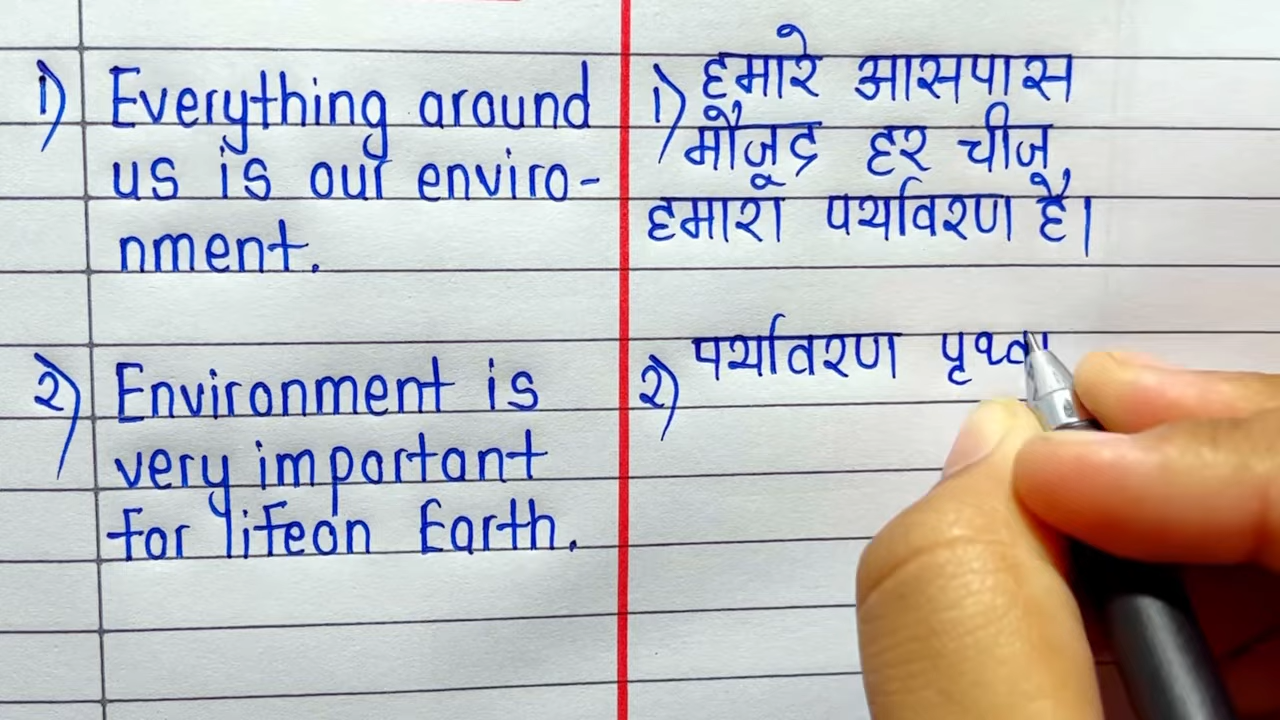 1) Everything around
us is our enviro-
nment.
2) Environment is
very important
for lifeon Earth.
1) हमारे आसपास
मौजूद हर चीज़
हमारा पर्यावरण है।
2) पर्यावरण